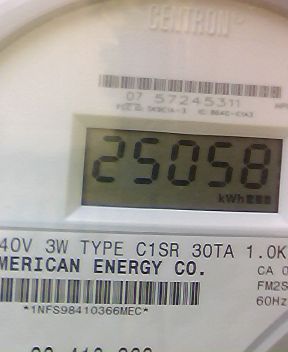 CENTRON®
07 57245311
25058
kWh
40V 3W TYPE C1SR 30TA 1.0K
MERICAN ENERGY CO.
CA 0
FM2S
60Hz
*1NFS98410366MEC*